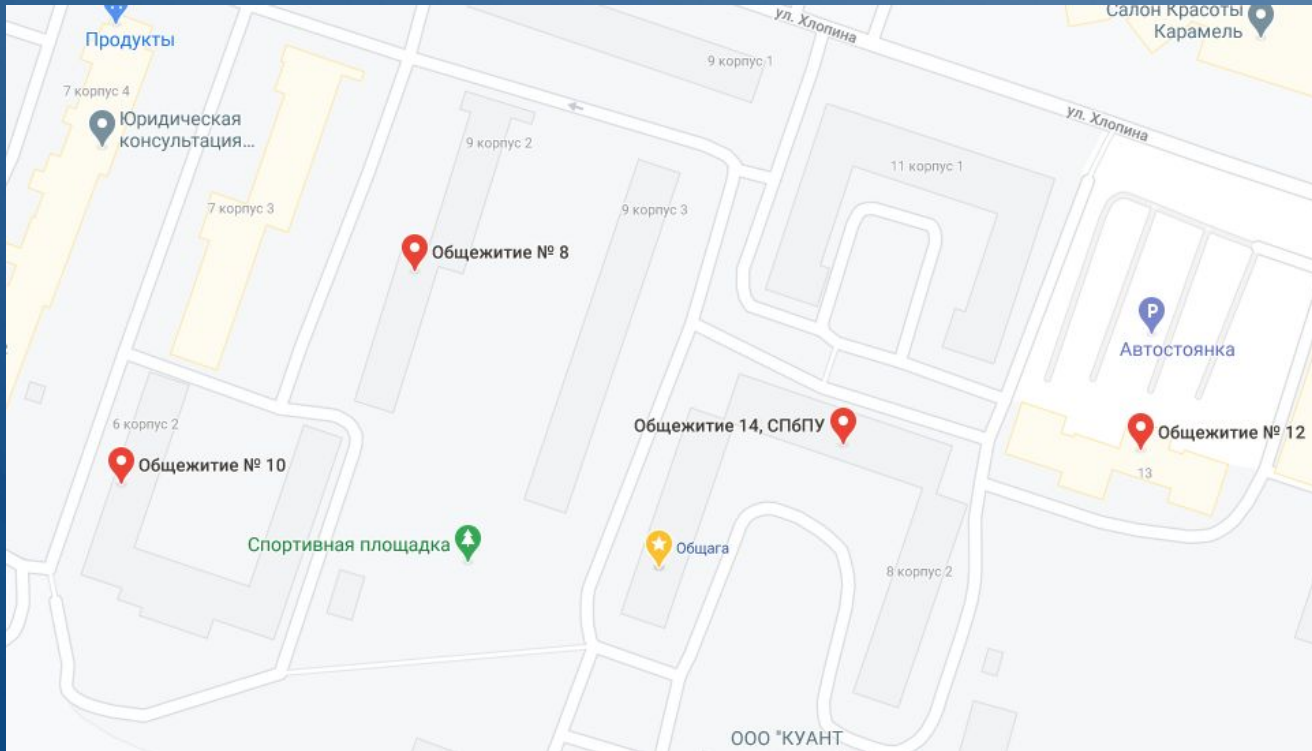 Продукты
ул. Хлопина
Салон Красоты
Карамель
9 корпус 1
7 корпус 4
Юридическая
консультация...
9 корпус 2
ул. Хлопина
11 корпус 1
7 корпус 3
9 корпус 3
Общежитие № 8
P
Автостоянка
6 корпус 2
Общежитие 14, СПбПУ
Общежитие № 12
Общежитие № 10
13
Спортивная площадка
Общага
8 корпус 2
ООО "КУАНТ